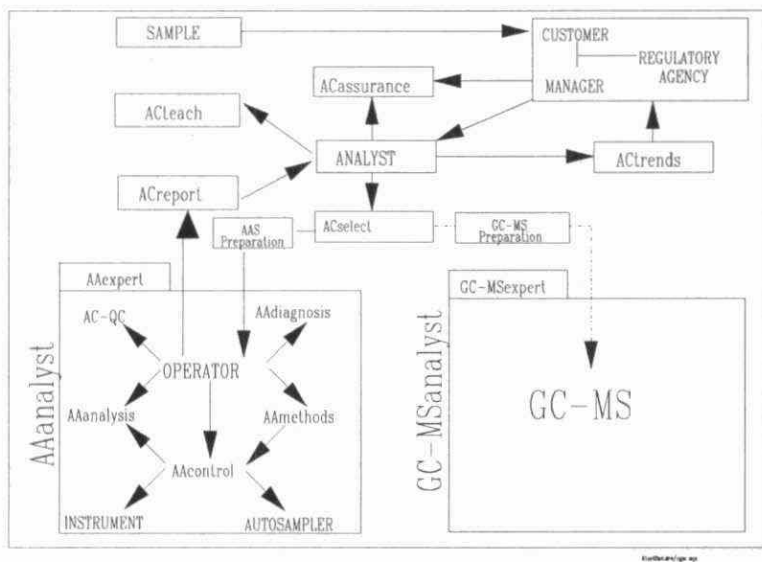 SAMPLE
CUSTOMER
REGULATORY
AGENCY
MANAGER
ACassurance
ACteach
ANALYST
ACtrends
ACreport
ACselect
AAS
Preparation
GC-MS
Preparation
AAexpert
GC-MSexpert
AC-QC
AAdiagnosis
OPERATOR
AAanalysis
AAmethods
AAcontrol
INSTRUMENT
AUTOSAMPLER
AAanalyst
GC-MS
GC-MSanalyst